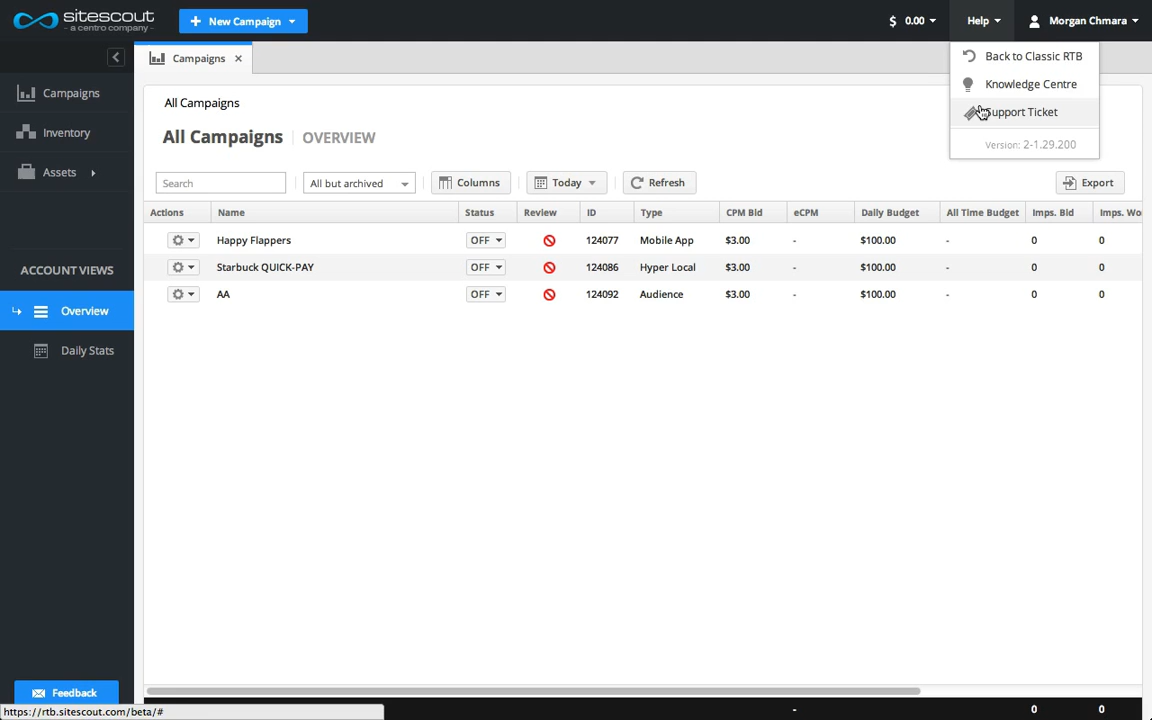 sitescout
- a centro company -
+ New Campaign
$ 0.00
Help
Morgan Chmara
Campaigns
Back to Classic RTB
Knowledge Centre
Support Ticket
Version: 2-1.29.200
Campaigns
Inventory
Assets
ACCOUNT VIEWS
Overview
Daily Stats
Feedback
All Campaigns
All Campaigns OVERVIEW
Search All but archived Columns Today Refresh Export
Actions Name Status Review ID Type CPM Bid eCPM Daily Budget All Time Budget Imps. Bid Imps. Wo
Happy Flappers OFF 124077 Mobile App $3.00 - $100.00 - 0 0
Starbuck QUICK-PAY OFF 124086 Hyper Local $3.00 - $100.00 - 0 0
AA OFF 124092 Audience $3.00 - $100.00 - 0 0
- 0 0
https://rtb.sitescout.com/beta/#